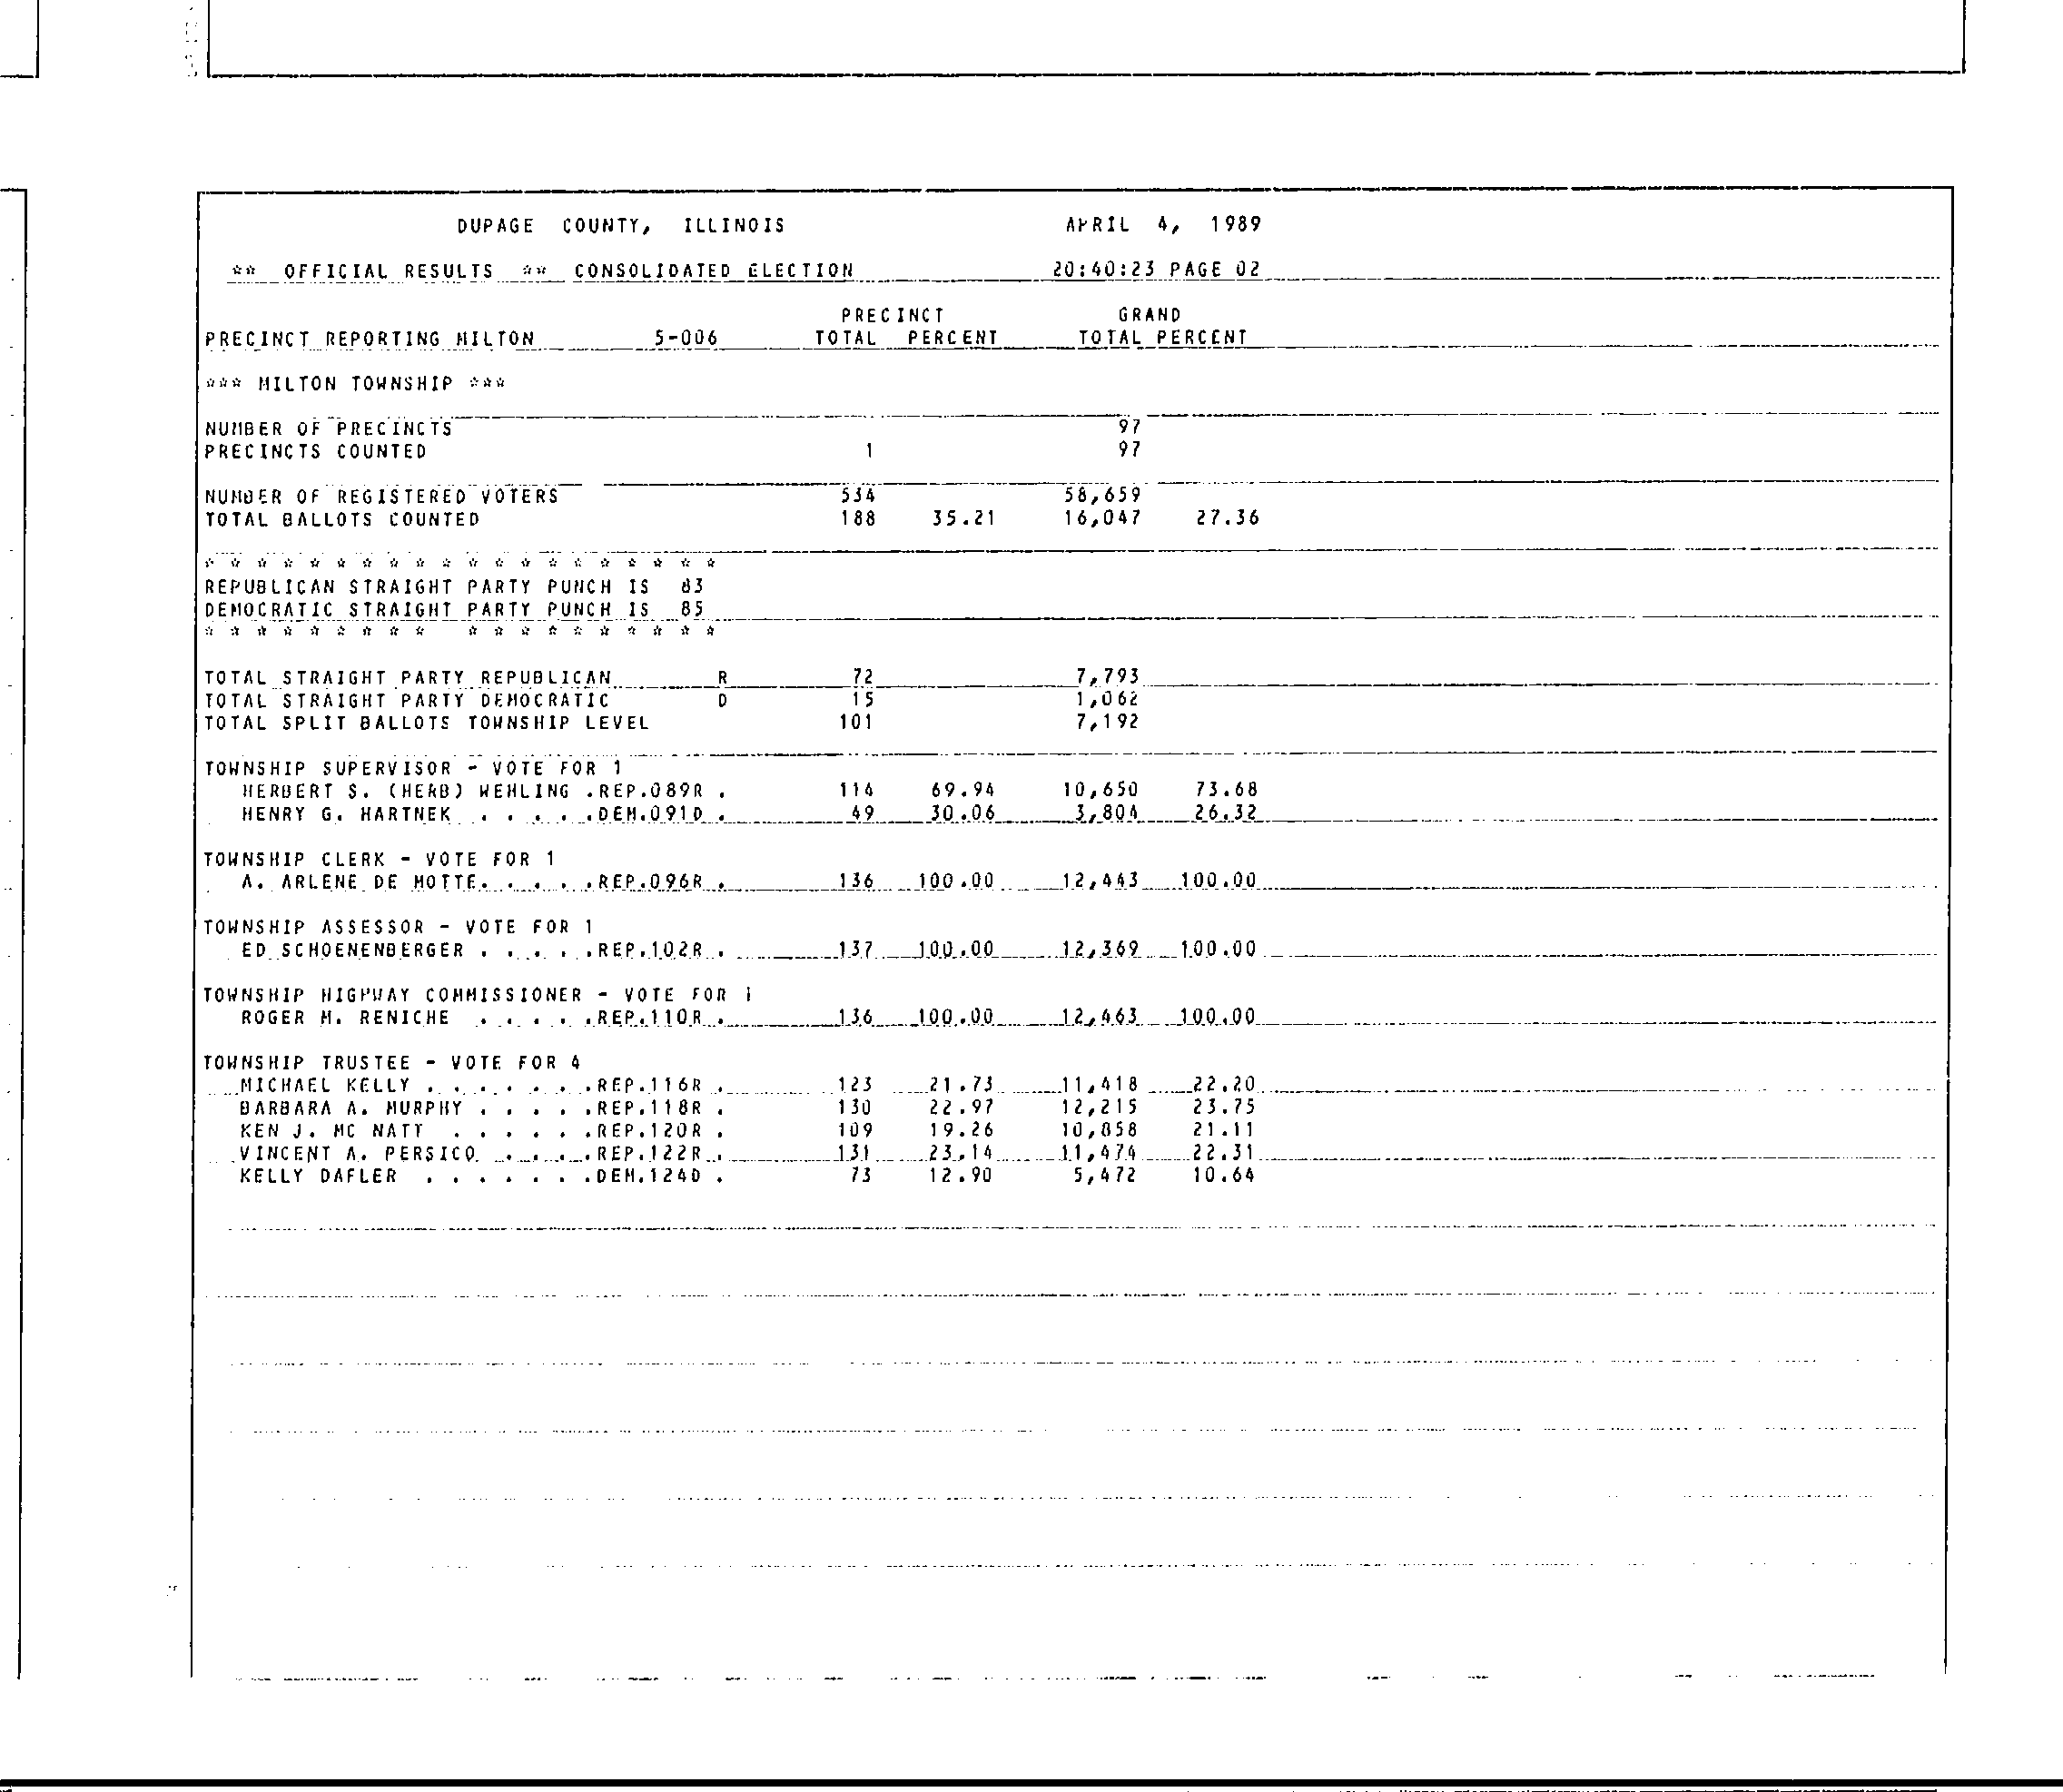 DUPAGE COUNTY, ILLINOIS APRIL 4, 1989
** OFFICIAL RESULTS ** CONSOLIDATED ELECTION 20:40:23 PAGE 02
PRECINCT GRAND
PRECINCT REPORTING MILTON 5-006 TOTAL PERCENT TOTAL PERCENT
*** MILTON TOWNSHIP ***
NUMBER OF PRECINCTS 97
PRECINCTS COUNTED 1 97
NUMBER OF REGISTERED VOTERS 534 58,659
TOTAL BALLOTS COUNTED 188 35.21 16,047 27.36
* * * * * * * * * * * * * * * * * * * *
REPUBLICAN STRAIGHT PARTY PUNCH IS 83
DEMOCRATIC STRAIGHT PARTY PUNCH IS 85
* * * * * * * * * * * * * * * * * * *
TOTAL STRAIGHT PARTY REPUBLICAN R 72 7,793
TOTAL STRAIGHT PARTY DEMOCRATIC D 15 1,062
TOTAL SPLIT BALLOTS TOWNSHIP LEVEL 101 7,192
TOWNSHIP SUPERVISOR - VOTE FOR 1
HERBERT S. (HERB) WEHLING .REP.089R . 114 69.94 10,650 73.68
HENRY G. HARTNEK . . . . .DEM.091D . 49 30.06 3,804 26.32
TOWNSHIP CLERK - VOTE FOR 1
A. ARLENE DE MOTTE. . . . .REP.096R . 136 100.00 12,443 100.00
TOWNSHIP ASSESSOR - VOTE FOR 1
ED SCHOENENBERGER . . . . .REP.102R . 137 100.00 12,369 100.00
TOWNSHIP HIGHWAY COMMISSIONER - VOTE FOR 1
ROGER M. RENICHE . . . . .REP.110R . 136 100.00 12,463 100.00
TOWNSHIP TRUSTEE - VOTE FOR 4
MICHAEL KELLY . . . . . . .REP.116R . 123 21.73 11,418 22.20
BARBARA A. MURPHY . . . . .REP.118R . 130 22.97 12,215 23.75
KEN J. MC NATT . . . . . .REP.120R . 109 19.26 10,858 21.11
VINCENT A. PERSICO . . . . .REP.122R . 131 23.14 11,474 22.31
KELLY DAFLER . . . . . . .DEM.124D . 73 12.90 5,472 10.64